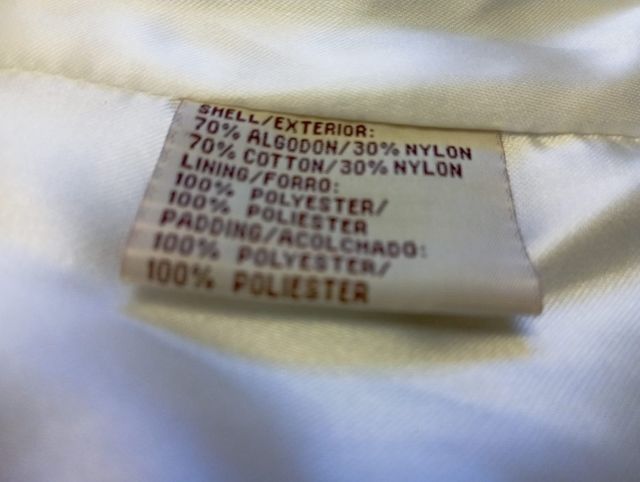 SHELL/EXTERIOR:
70% ALGODON/30% NYLON
70% COTTON/30% NYLON
LINING/FORRO:
100% POLYESTER/
100% POLIESTER
PADDING/ACOLCHADO:
100% POLYESTER/
100% POLIESTER